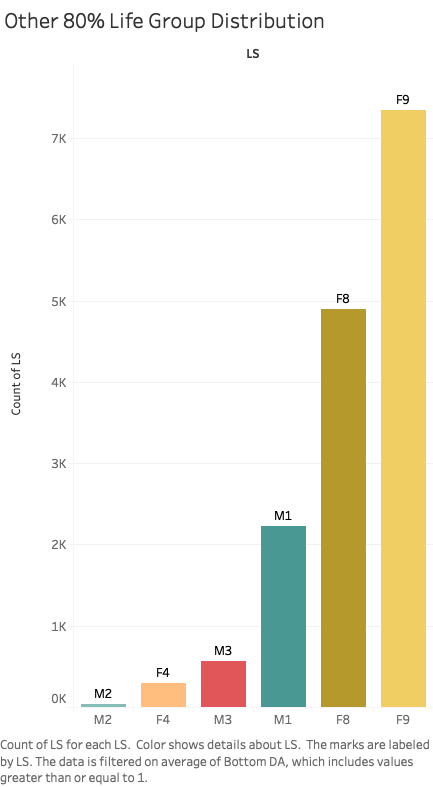 Other 80% Life Group Distribution
LS
F9
7K
6K
5K
F8
Count of LS
4K
3K
M1
2K
1K
M3
F4
M2
0K
M2 F4 M3 M1 F8 F9
Count of LS for each LS.  Color shows details about LS.  The marks are labeled
by LS. The data is filtered on average of Bottom DA, which includes values
greater than or equal to 1.